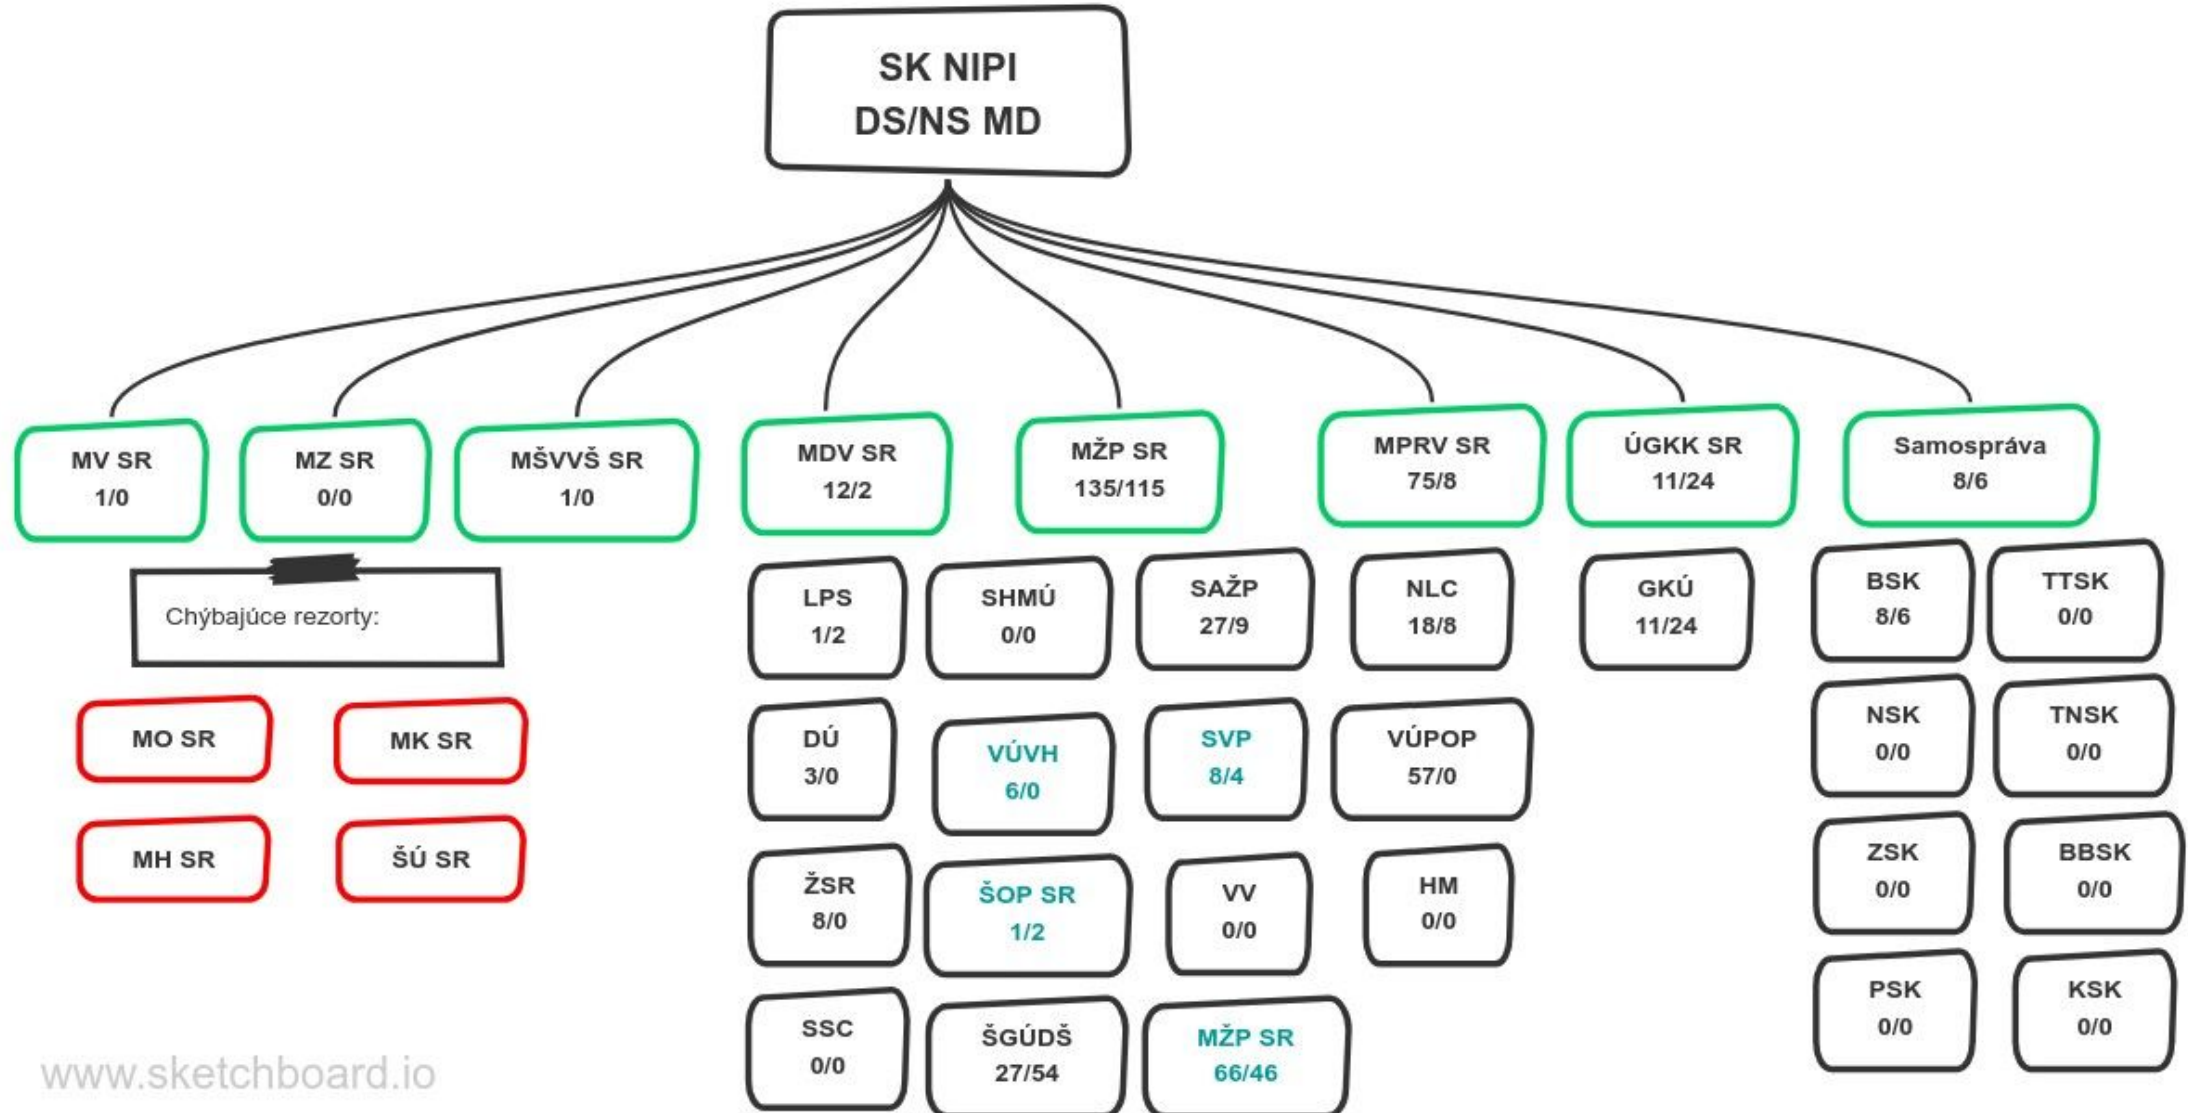 SK NIPI
DS/NS MD
MV SR
1/0
MZ SR
0/0
MŠVVŠ SR
1/0
MDV SR
12/2
MŽP SR
135/115
MPRV SR
75/8
ÚGKK SR
11/24
Samospráva
8/6
Chýbajúce rezorty:
MO SR
MK SR
MH SR
ŠÚ SR
LPS
1/2
DÚ
3/0
ŽSR
8/0
SSC
0/0
SHMÚ
0/0
VÚVH
6/0
ŠOP SR
1/2
ŠGÚDŠ
27/54
SAŽP
27/9
SVP
8/4
VV
0/0
MŽP SR
66/46
NLC
18/8
VÚPOP
57/0
HM
0/0
GKÚ
11/24
BSK
8/6
TTSK
0/0
NSK
0/0
TNSK
0/0
ZSK
0/0
BBSK
0/0
PSK
0/0
KSK
0/0
www.sketchboard.io